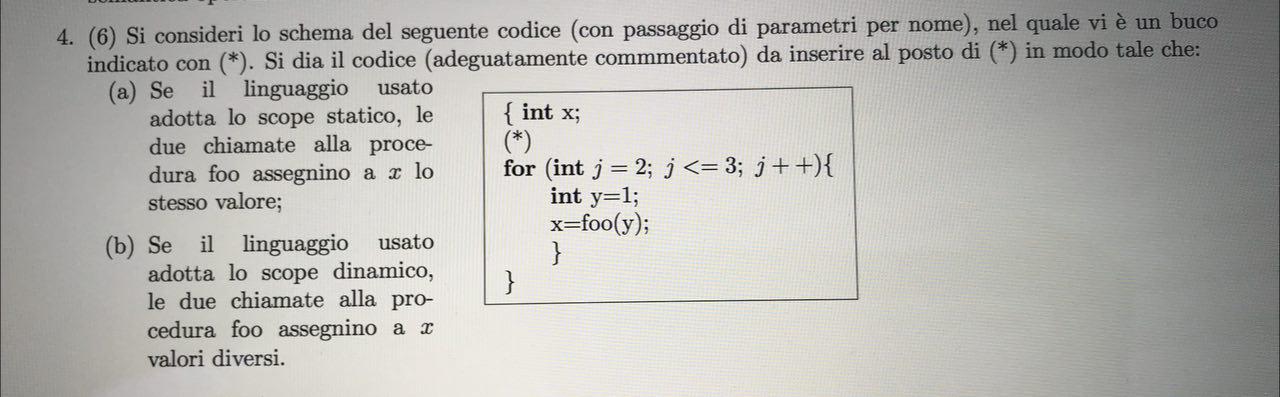 4. (6) Si consideri lo schema del seguente codice (con passaggio di parametri per nome), nel quale vi è un buco
indicato con (*). Si dia il codice (adeguatamente commmentato) da inserire al posto di (*) in modo tale che:
(a) Se il linguaggio usato
adotta lo scope statico, le
due chiamate alla proce-
dura foo assegnino a x lo
stesso valore;
(b) Se il linguaggio usato
adotta lo scope dinamico,
le due chiamate alla pro-
cedura foo assegnino a x
valori diversi.
{ int x;
(*)
for (int j = 2; j <= 3; j++){
int y=1;
x=foo(y);
}
}